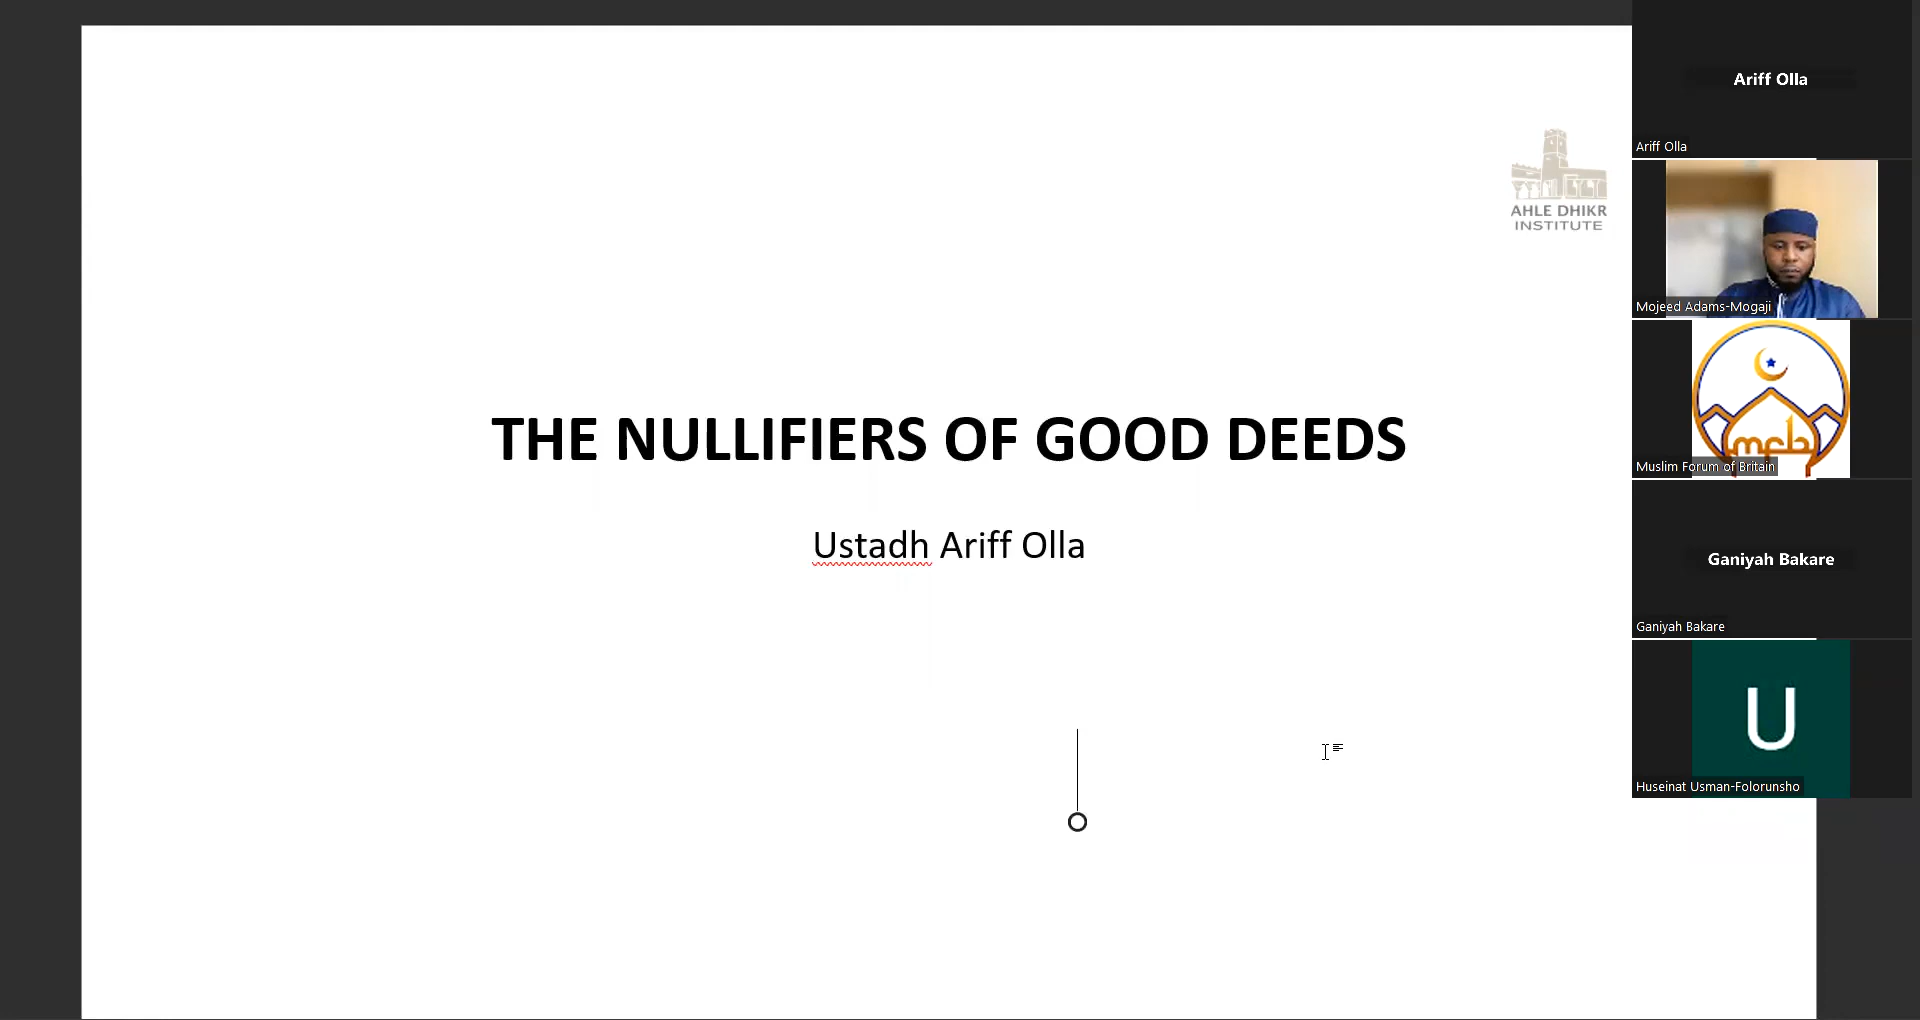 AHLE DHIKR
INSTITUTE
THE NULLIFIERS OF GOOD DEEDS
Ustadh Ariff Olla
Ariff Olla
Ariff Olla
Mojeed Adams-Mogaji
mfb
Muslim Forum of Britain
Ganiyah Bakare
Ganiyah Bakare
U
Huseinat Usman-Folorunsho